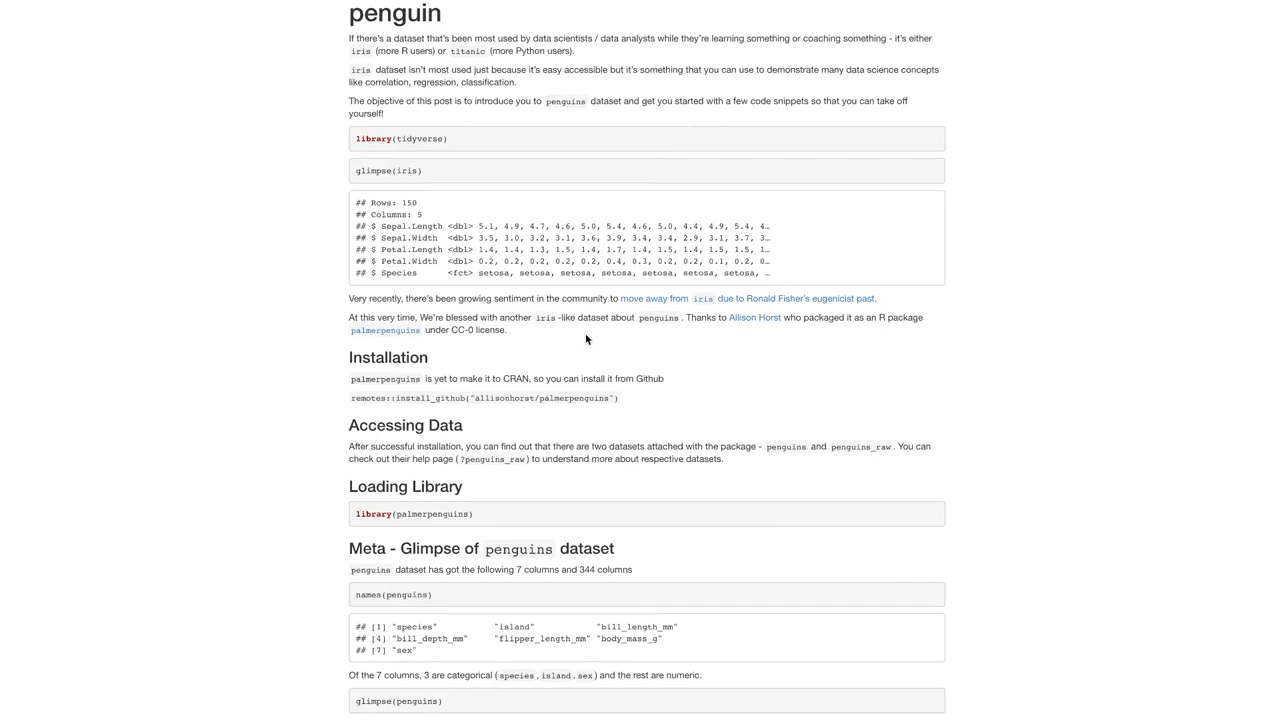 penguin
If there's a dataset that's been most used by data scientists / data analysts while they're learning something or coaching something - it's either
iris (more R users) or titanic (more Python users).
iris dataset isn't most used just because it's easy accessible but it's something that you can use to demonstrate many data science concepts
like correlation, regression, classification.
The objective of this post is to introduce you to penguins dataset and get you started with a few code snippets so that you can take off
yourself!
library(tidyverse)
glimpse(iris)
## Rows: 150
## Columns: 5
## $ Sepal.Length <dbl> 5.1, 4.9, 4.7, 4.6, 5.0, 5.4, 4.6, 5.0, 4.4, 4.9, 5.4, 4…
## $ Sepal.Width  <dbl> 3.5, 3.0, 3.2, 3.1, 3.6, 3.9, 3.4, 3.4, 2.9, 3.1, 3.7, 3…
## $ Petal.Length <dbl> 1.4, 1.4, 1.3, 1.5, 1.4, 1.7, 1.4, 1.5, 1.4, 1.5, 1.5, 1…
## $ Petal.Width  <dbl> 0.2, 0.2, 0.2, 0.2, 0.2, 0.4, 0.3, 0.2, 0.2, 0.1, 0.2, 0…
## $ Species      <fct> setosa, setosa, setosa, setosa, setosa, setosa, setosa, …
Very recently, there's been growing sentiment in the community to move away from iris due to Ronald Fisher's eugenicist past.
At this very time, We're blessed with another iris-like dataset about penguins. Thanks to Allison Horst who packaged it as an R package
palmerpenguins under CC-0 license.
Installation
palmerpenguins is yet to make it to CRAN, so you can install it from Github
remotes::install_github("allisonhorst/palmerpenguins")
Accessing Data
After successful installation, you can find out that there are two datasets attached with the package - penguins and penguins_raw. You can
check out their help page (?penguins_raw) to understand more about respective datasets.
Loading Library
library(palmerpenguins)
Meta - Glimpse of penguins dataset
penguins dataset has got the following 7 columns and 344 columns
names(penguins)
## [1] "species"           "island"            "bill_length_mm"
## [4] "bill_depth_mm"     "flipper_length_mm" "body_mass_g"
## [7] "sex"
Of the 7 columns, 3 are categorical (species,island,sex) and the rest are numeric.
glimpse(penguins)